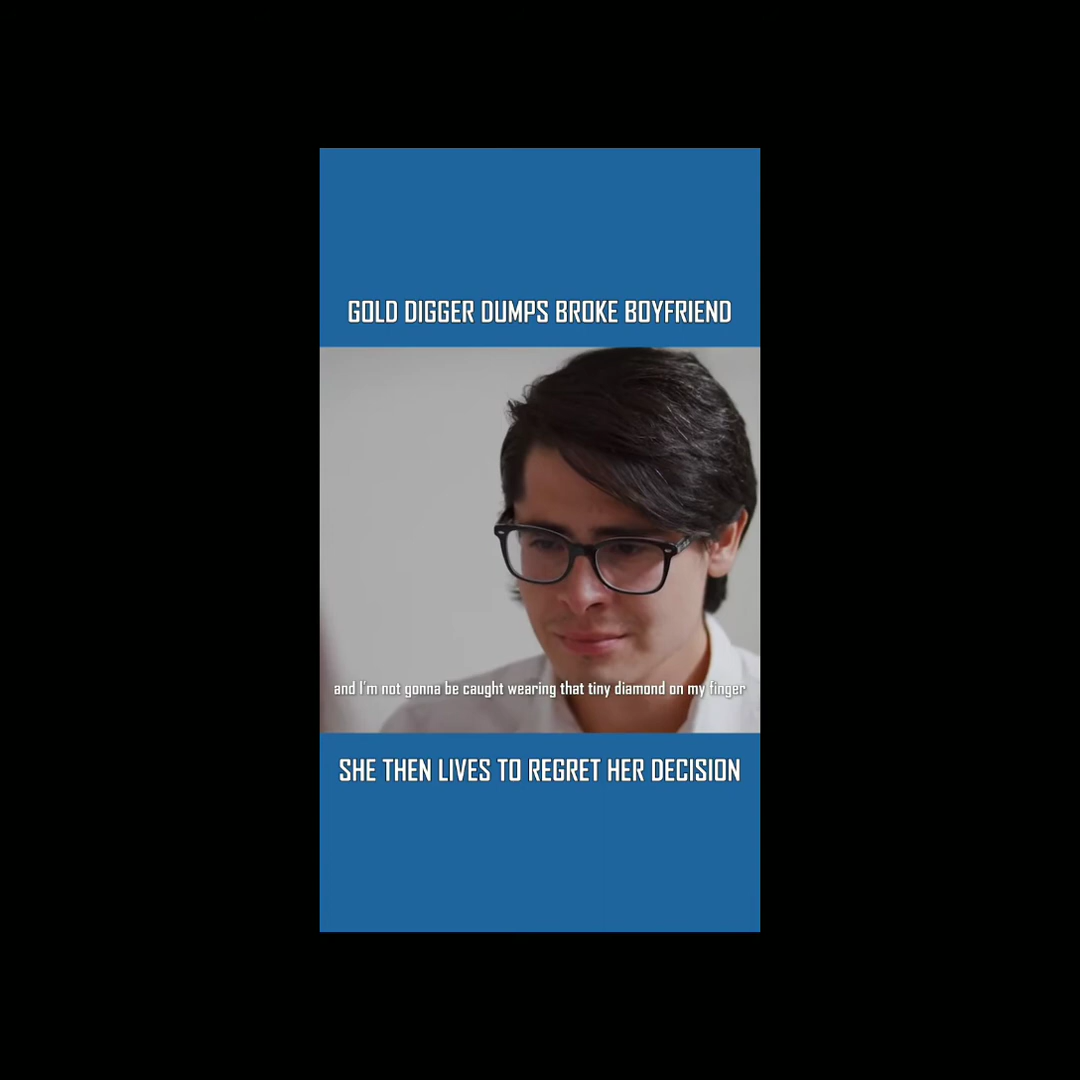 GOLD DIGGER DUMPS BROKE BOYFRIEND
and I'm not gonna be caught wearing that tiny diamond on my finger
SHE THEN LIVES TO REGRET HER DECISION